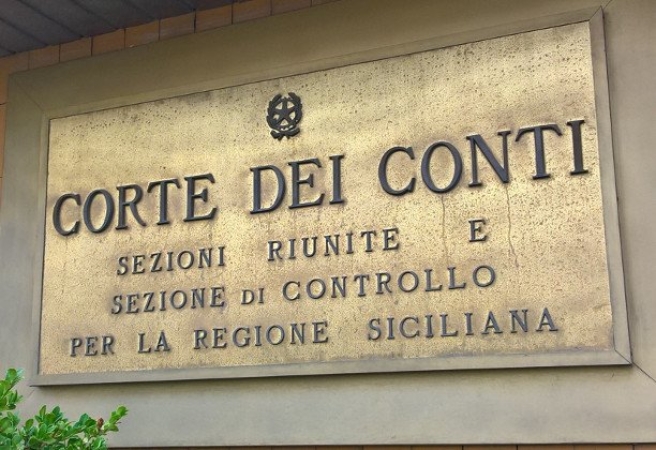 CORTE DEI CONTI
SEZIONI RIUNITE E
SEZIONE DI CONTROLLO
PER LA REGIONE SICILIANA